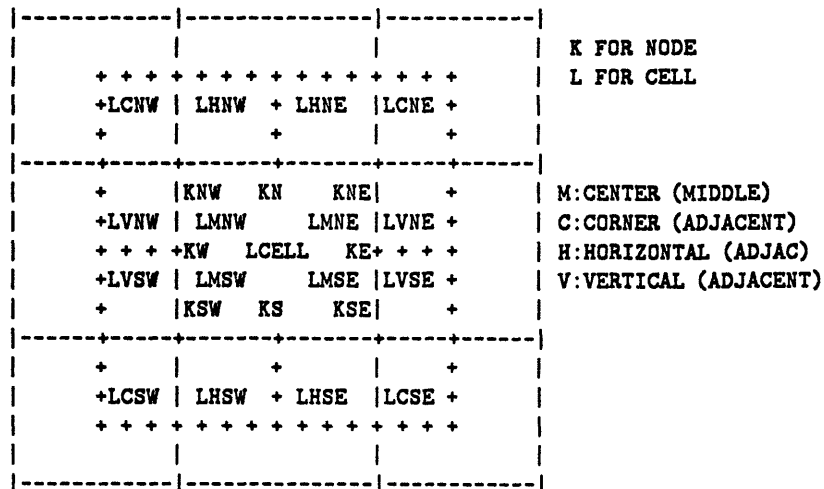 K FOR NODE
L FOR CELL
LCNW LHNW LHNE LCNE
KNW KN KNE M:CENTER (MIDDLE)
LVNW LMNW LMNE LVNE C:CORNER (ADJACENT)
KW LCELL KE H:HORIZONTAL (ADJAC)
LVSW LMSW LMSE LVSE V:VERTICAL (ADJACENT)
KSW KS KSE
LCSW LHSW LHSE LCSE